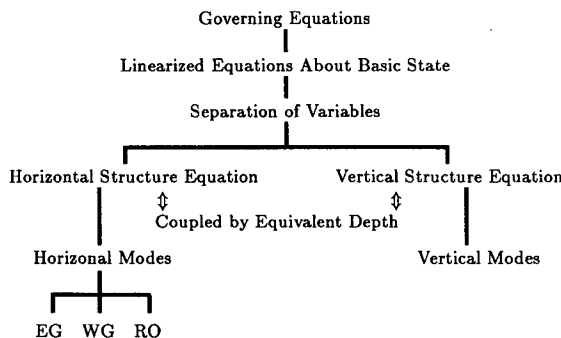 Governing Equations
Linearized Equations About Basic State
Separation of Variables
Horizontal Structure Equation
Vertical Structure Equation
Coupled by Equivalent Depth
Horizonal Modes
Vertical Modes
EG WG RO